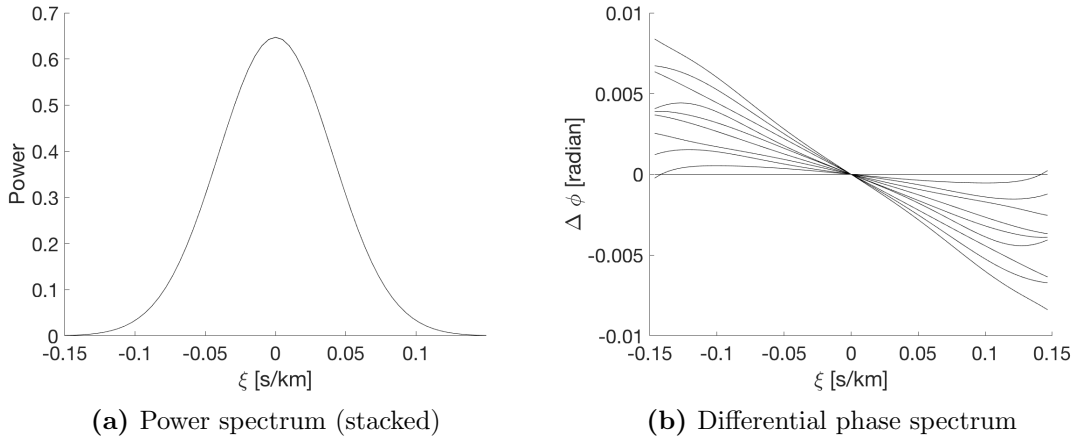 0.7
0.6
0.5
0.4
0.3
0.2
0.1
0
Power
-0.15 -0.1 -0.05 0 0.05 0.1
ξ [s/km]
(a) Power spectrum (stacked)
0.01
0.005
0
-0.005
-0.01
Δ ϕ [radian]
-0.15 -0.1 -0.05 0 0.05 0.1 0.15
ξ [s/km]
(b) Differential phase spectrum